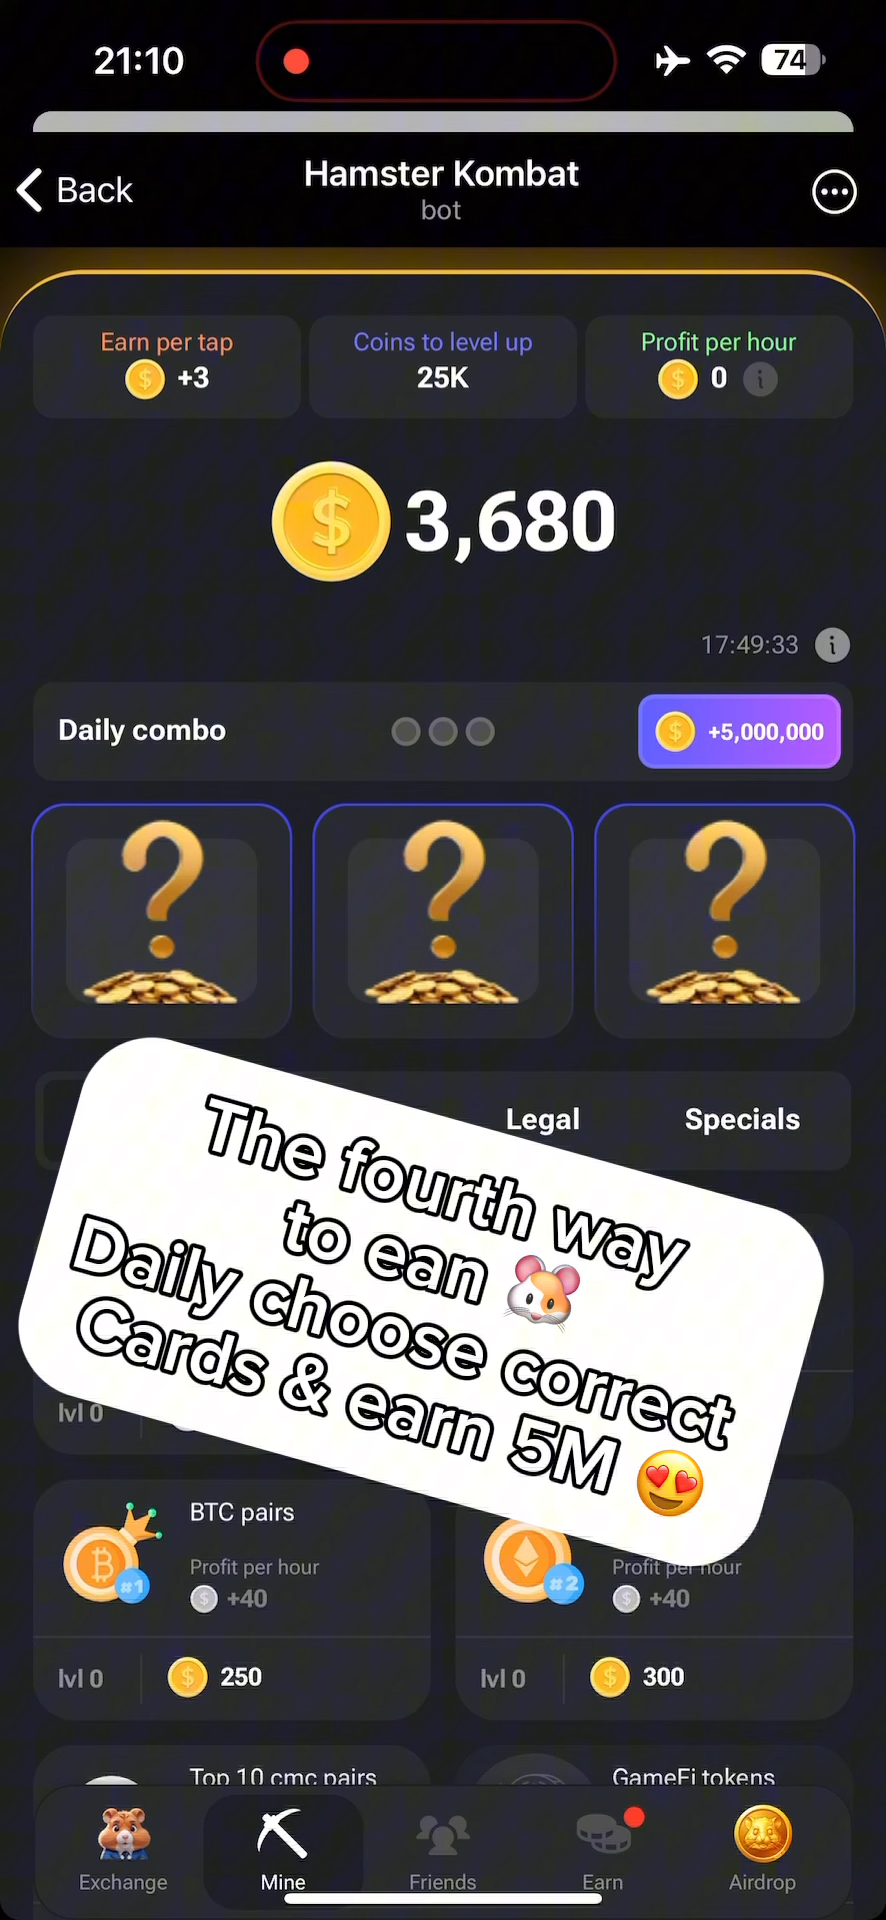 21:10
74
Back
Hamster Kombat
bot
Earn per tap
+3
Coins to level up
25K
Profit per hour
0
3,680
17:49:33
Daily combo
+5,000,000
Legal
Specials
The fourth way
to ean 🐹
Daily choose correct
Cards & earn 5M 😍
lvl 0
BTC pairs
#1
Profit per hour
+40
lvl 0
250
#2
Profit per hour
+40
lvl 0
300
Top 10 cmc pairs
GameFi tokens
Exchange
Mine
Friends
Earn
Airdrop